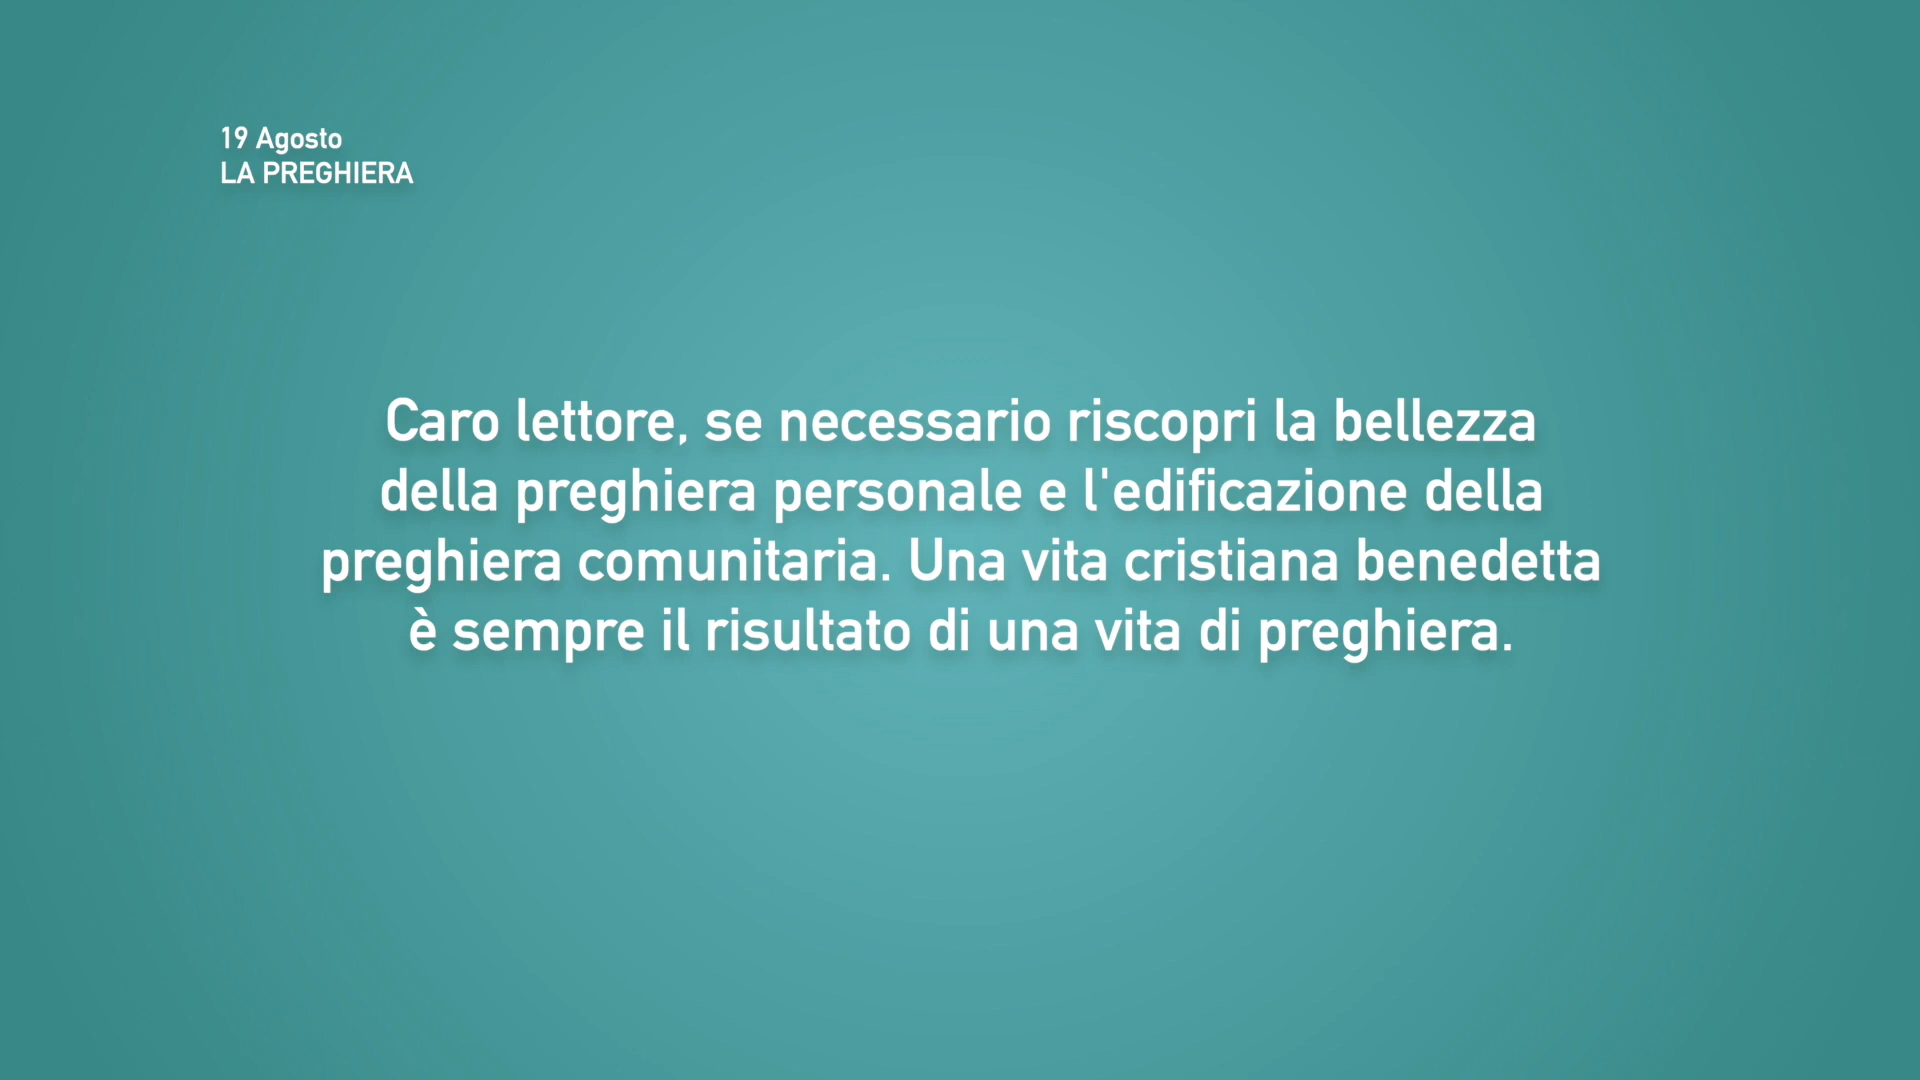 19 Agosto
LA PREGHIERA
Caro lettore, se necessario riscopri la bellezza
della preghiera personale e l'edificazione della
preghiera comunitaria. Una vita cristiana benedetta
è sempre il risultato di una vita di preghiera.